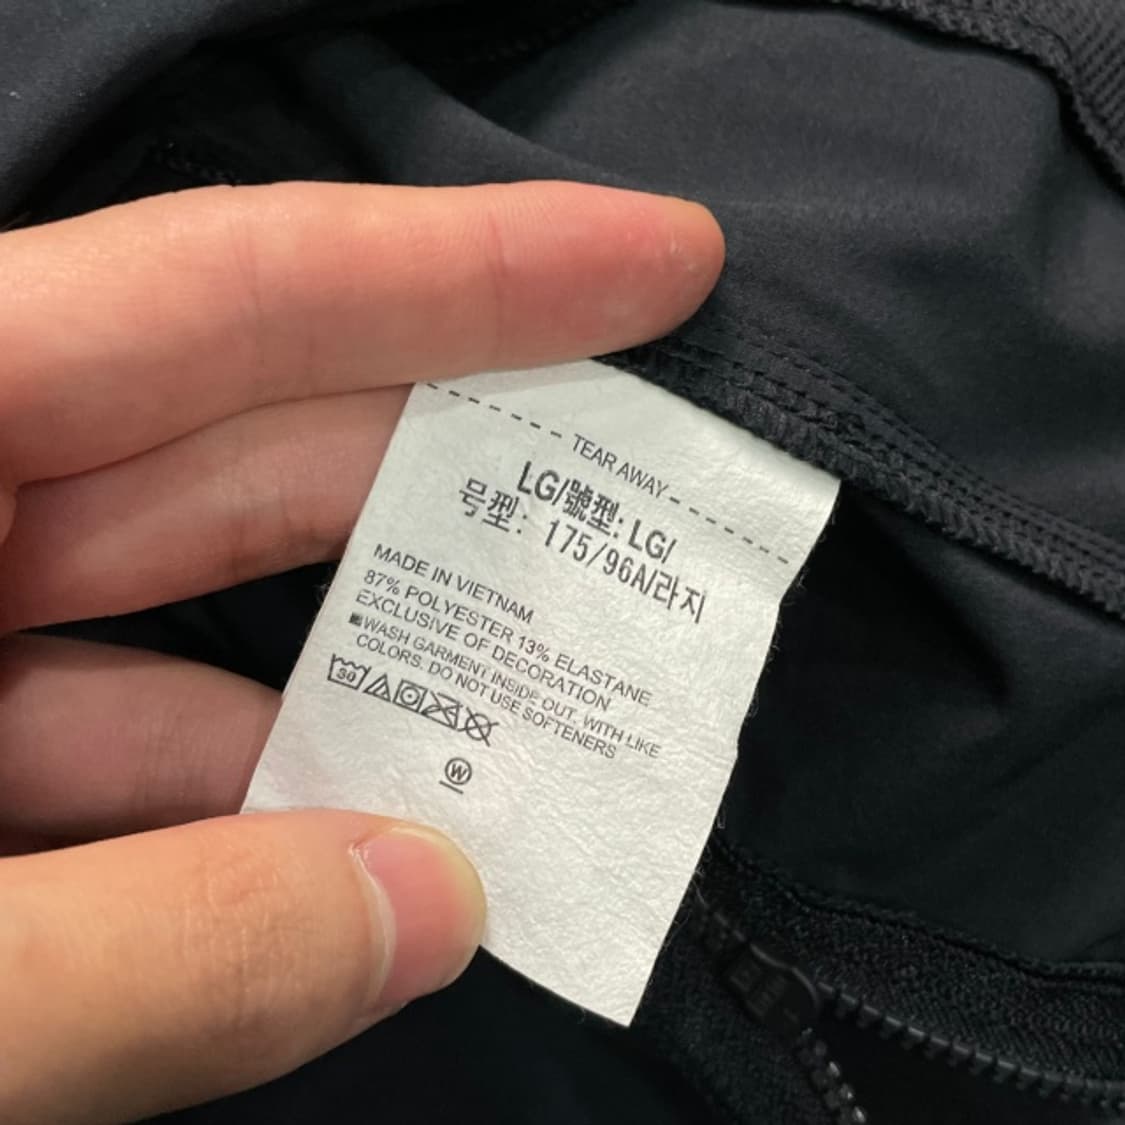 TEAR AWAY
LG/號型: LG/
号型: 175/96A/라지
MADE IN VIETNAM
87% POLYESTER 13% ELASTANE
EXCLUSIVE OF DECORATION
WASH GARMENT INSIDE OUT. WITH LIKE
COLORS. DO NOT USE SOFTENERS
30
W